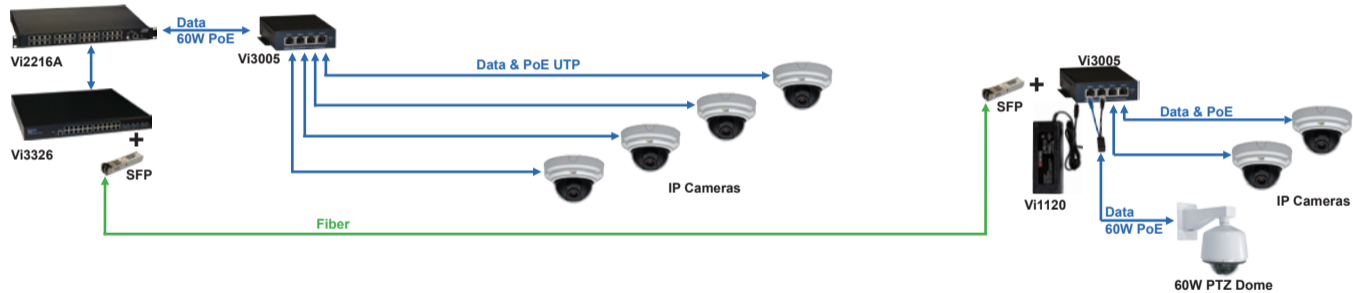 Vi2216A
Data
60W PoE
Vi3005
Data & PoE UTP
Vi3326
+
SFP
IP Cameras
Fiber
SFP
+
Vi3005
Data & PoE
Vi1120
IP Cameras
Data
60W PoE
60W PTZ Dome